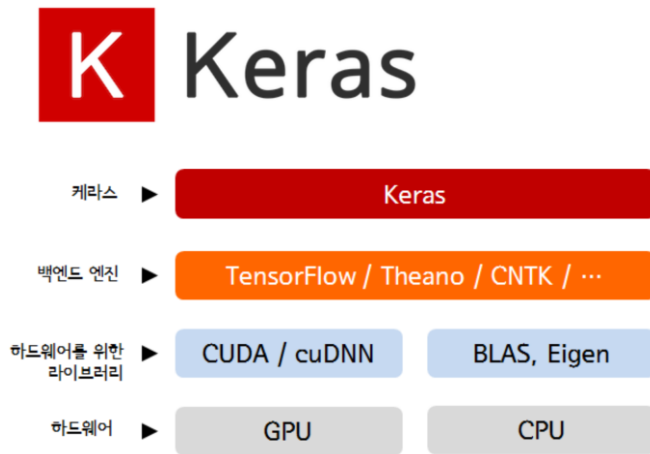 K Keras
케라스 ▶ Keras
백엔드 엔진 ▶ TensorFlow / Theano / CNTK / ⋯
하드웨어를 위한
라이브러리 ▶ CUDA / cuDNN BLAS, Eigen
하드웨어 ▶ GPU CPU